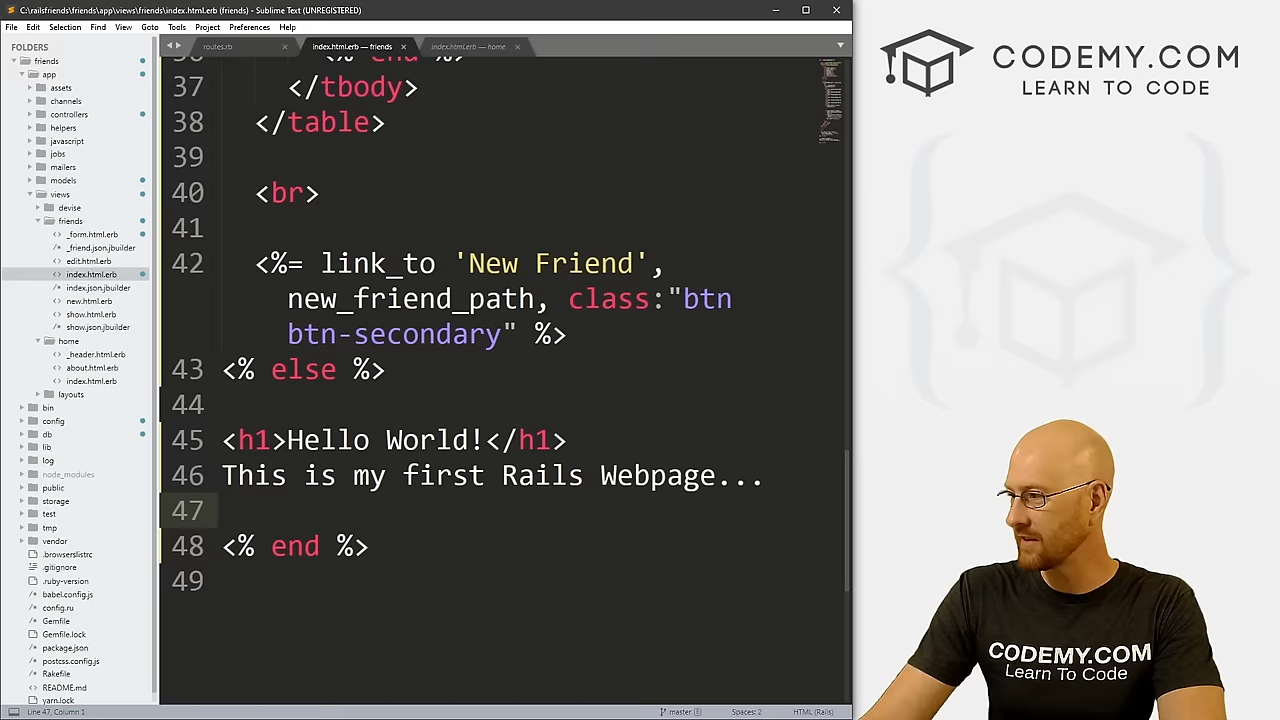 C:\railsfriends\friends\app\views\friends\index.html.erb (friends) - Sublime Text (UNREGISTERED)
File Edit Selection Find View Goto Tools Project Preferences Help
FOLDERS
friends
app
assets
channels
controllers
helpers
javascript
jobs
mailers
models
views
devise
friends
_form.html.erb
_friend.json.jbuilder
edit.html.erb
index.html.erb
index.json.jbuilder
new.html.erb
show.html.erb
show.json.jbuilder
home
_header.html.erb
about.html.erb
index.html.erb
layouts
bin
config
db
lib
log
node_modules
public
storage
test
tmp
vendor
.browserslistrc
.gitignore
.ruby-version
babel.config.js
config.ru
Gemfile
Gemfile.lock
package.json
postcss.config.js
Rakefile
README.md
yarn.lock
routes.rb
index.html.erb — friends
index.html.erb — home
36 <% end %>
37 </tbody>
38 </table>
39
40 <br>
41
42 <%= link_to 'New Friend',
new_friend_path, class:"btn
btn-secondary" %>
43 <% else %>
44
45 <h1>Hello World!</h1>
46 This is my first Rails Webpage...
47
48 <% end %>
49
Line 47, Column 1
master
Spaces: 2
HTML (Rails)
CODEMY.COM
LEARN TO CODE
CODEMY.COM
Learn To Code